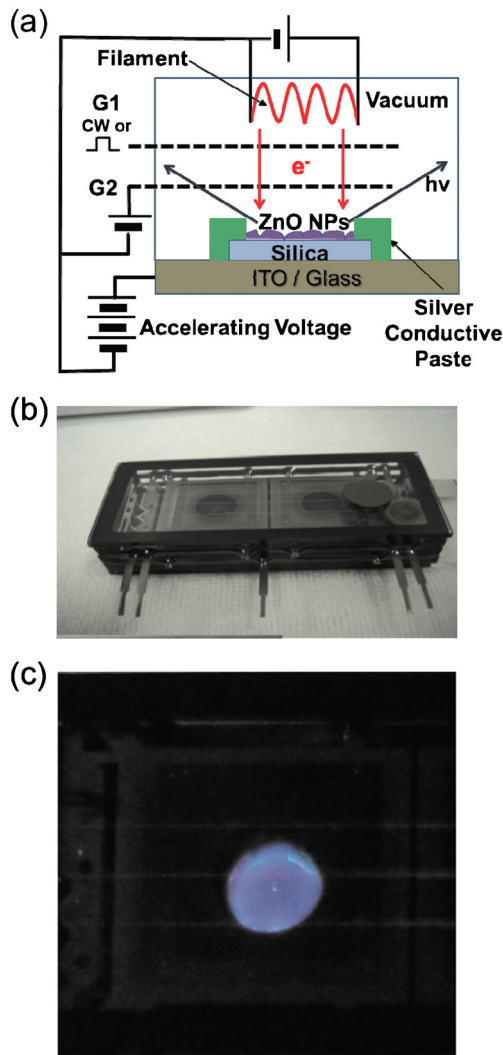 (a)
Filament
Vacuum
G1
CW or
e-
G2
hν
ZnO NPs
Silica
ITO / Glass
Accelerating Voltage
Silver
Conductive
Paste
(b)
(c)